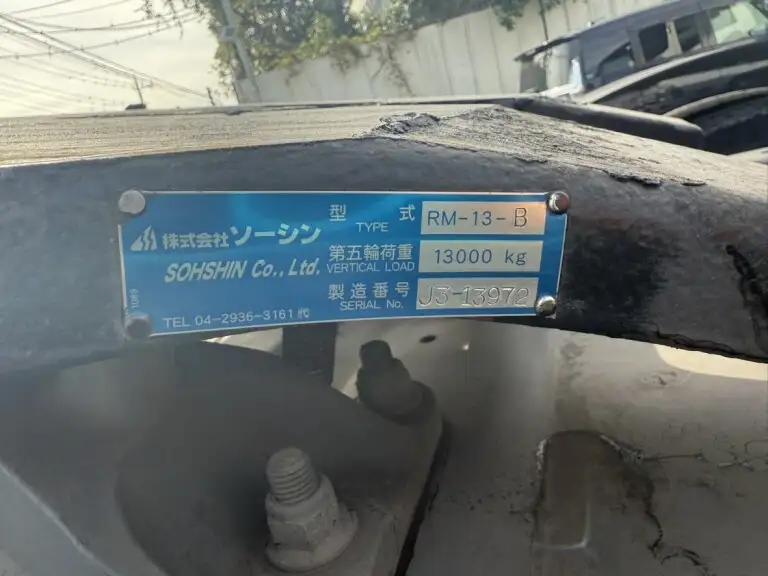 株式会社ソーシン
SOHSHIN Co., Ltd.
TEL 04-2936-3161 代
型 式 RM-13-B
TYPE
第五輪荷重 13000 kg
VERTICAL LOAD
製造番号 J3-13972
SERIAL No.